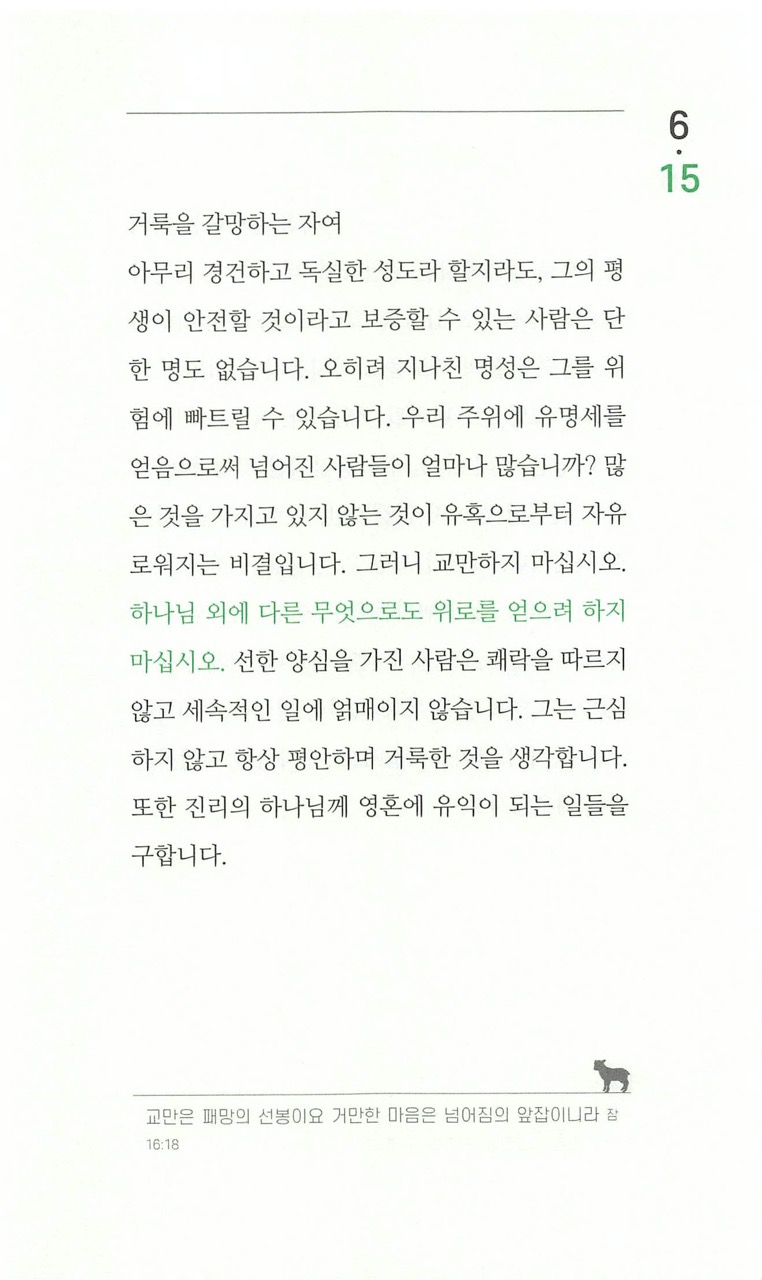 6
·
15
거룩을 갈망하는 자여
아무리 경건하고 독실한 성도라 할지라도, 그의 평
생이 안전할 것이라고 보증할 수 있는 사람은 단
한 명도 없습니다. 오히려 지나친 명성은 그를 위
험에 빠트릴 수 있습니다. 우리 주위에 유명세를
얻음으로써 넘어진 사람들이 얼마나 많습니까? 많
은 것을 가지고 있지 않는 것이 유혹으로부터 자유
로워지는 비결입니다. 그러니 교만하지 마십시오.
하나님 외에 다른 무엇으로도 위로를 얻으려 하지
마십시오. 선한 양심을 가진 사람은 쾌락을 따르지
않고 세속적인 일에 얽매이지 않습니다. 그는 근심
하지 않고 항상 평안하며 거룩한 것을 생각합니다.
또한 진리의 하나님께 영혼에 유익이 되는 일들을
구합니다.
교만은 패망의 선봉이요 거만한 마음은 넘어짐의 앞잡이니라 잠
16:18